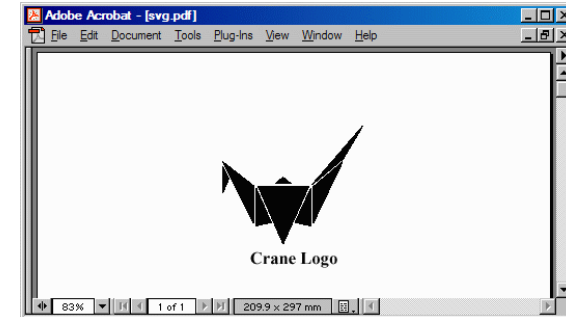 Adobe Acrobat - [svg.pdf]
File Edit Document Tools Plug-Ins View Window Help
Crane Logo
83% 1 of 1 209.9 x 297 mm